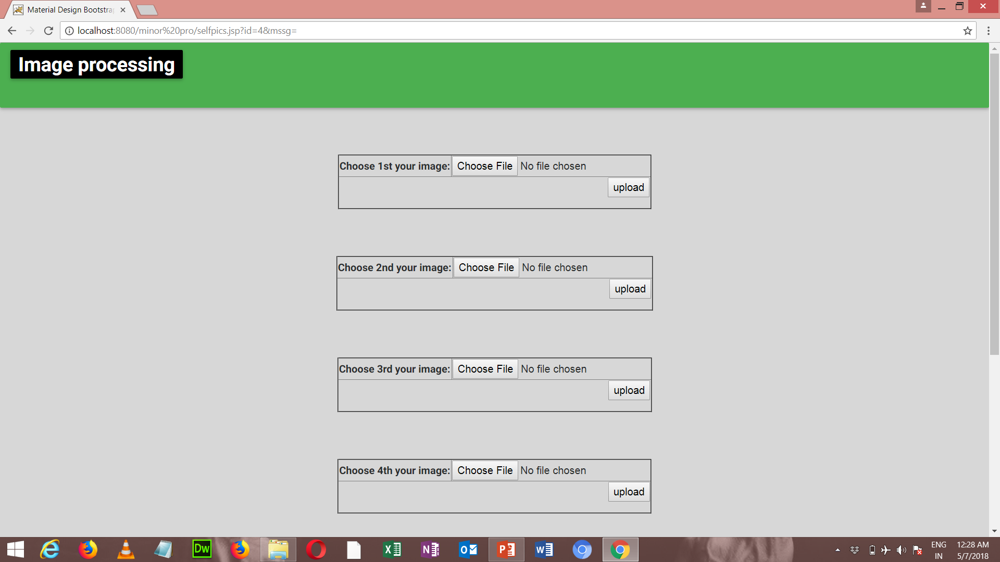 Material Design Bootstra
localhost:8080/minor%20pro/selfpics.jsp?id=4&mssg=
Image processing
Choose 1st your image: Choose File No file chosen
upload
Choose 2nd your image: Choose File No file chosen
upload
Choose 3rd your image: Choose File No file chosen
upload
Choose 4th your image: Choose File No file chosen
upload
Dw
ENG 12:28 AM
IN 5/7/2018